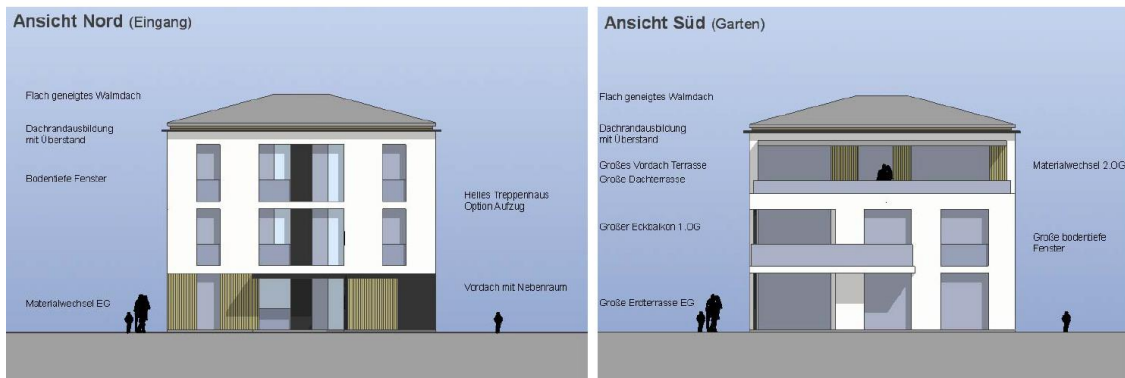 Ansicht Nord (Eingang)
Flach geneigtes Walmdach
Dachrandausbildung
mit Überstand
Bodentiefe Fenster
Helles Treppenhaus
Option Aufzug
Materialwechsel EG
Vordach mit Nebenraum
Ansicht Süd (Garten)
Flach geneigtes Walmdach
Dachrandausbildung
mit Überstand
Großes Vordach Terrasse
Große Dachterrasse
Materialwechsel 2.OG
Großer Eckbalkon 1.OG
Große bodentiefe
Fenster
Große Erdterrasse EG